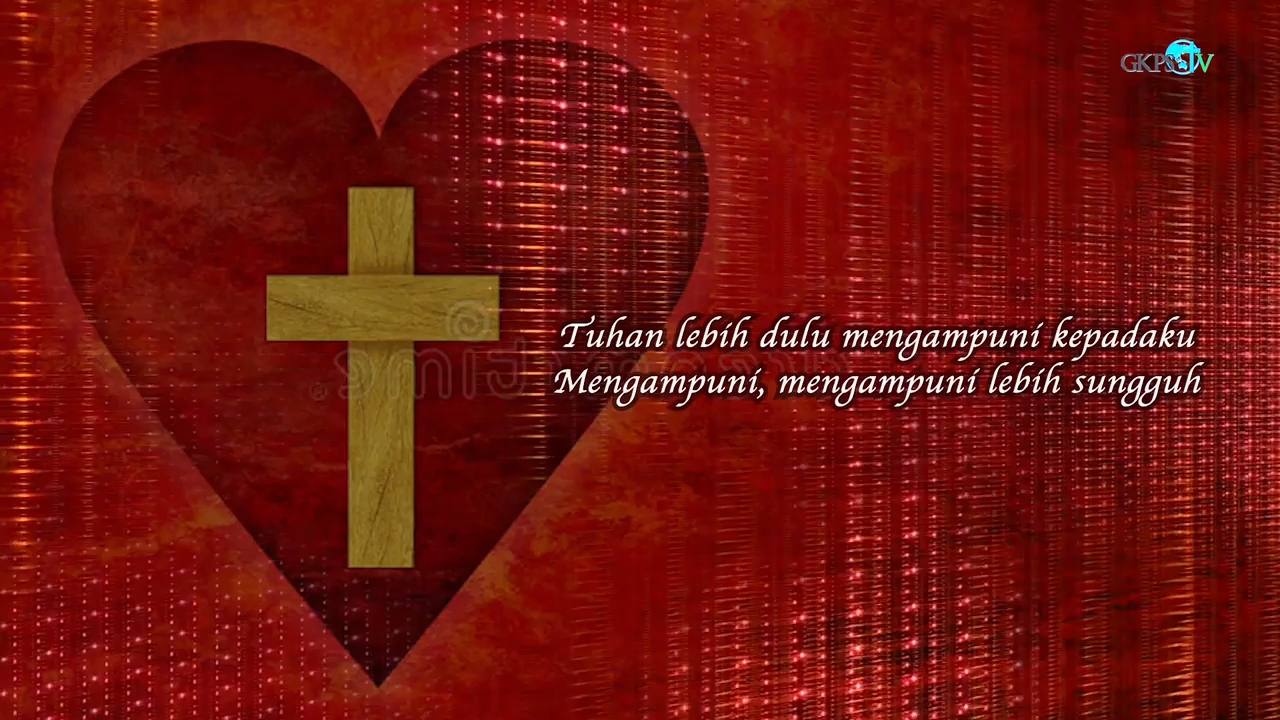 GKPS TV
Tuhan lebih dulu mengampuni kepadaku
Mengampuni, mengampuni lebih sungguh